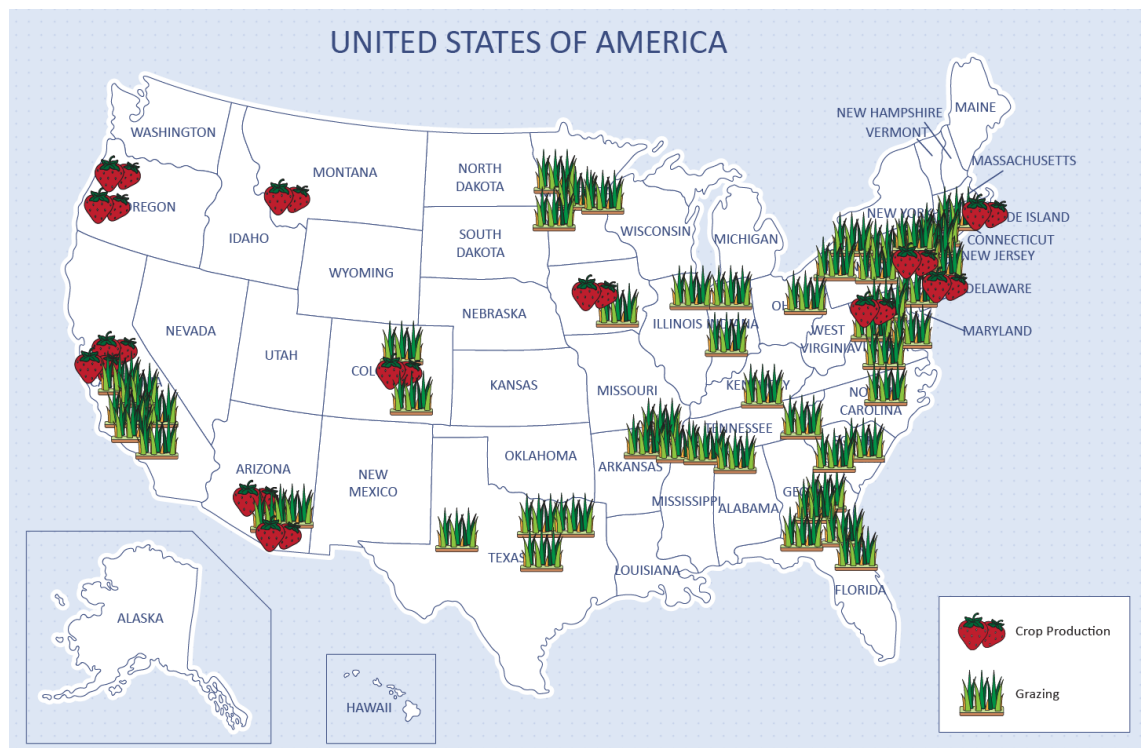 UNITED STATES OF AMERICA
WASHINGTON
MONTANA
NORTH
DAKOTA
SOUTH
DAKOTA
WISCONSIN
MICHIGAN
NEW HAMPSHIRE
VERMONT
MAINE
MASSACHUSETTS
NEW YORK
DE ISLAND
CONNECTICUT
NEW JERSEY
DELAWARE
MARYLAND
REGON
IDAHO
WYOMING
NEBRASKA
ILLINOIS
WEST
VIRGINIA
NEVADA
UTAH
COL
KANSAS
MISSOURI
CAROLINA
TENNESSEE
ARIZONA
NEW
MEXICO
OKLAHOMA
ARKANSAS
MISSISSIPPI
ALABAMA
TEXAS
LOUISIANA
FLORIDA
ALASKA
HAWAII
Crop Production
Grazing